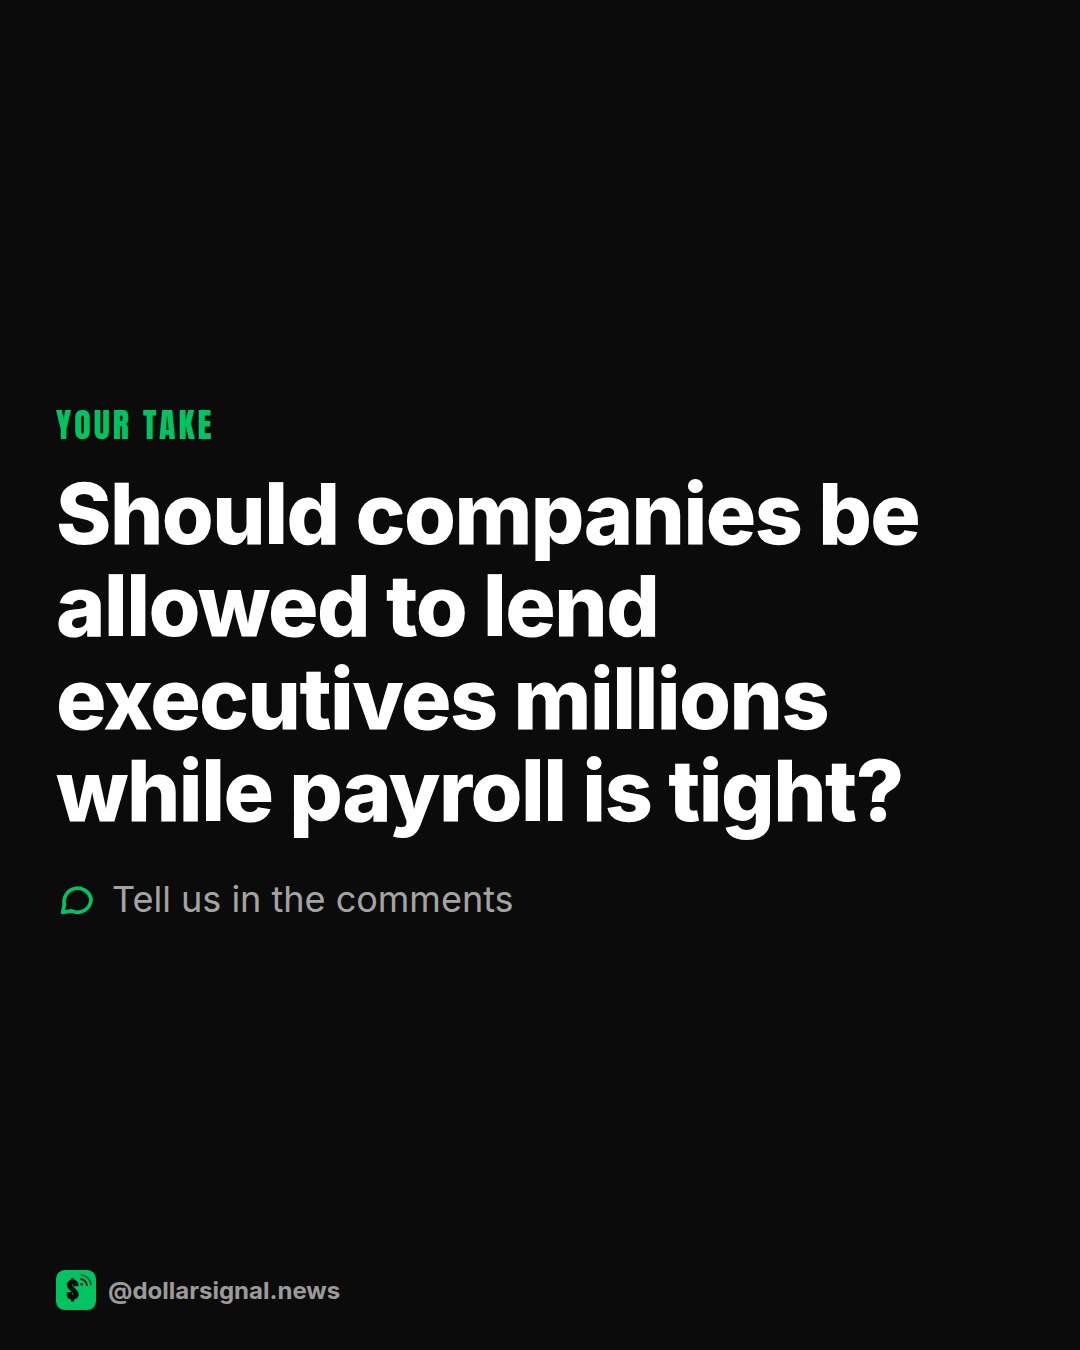 YOUR TAKE
Should companies be
allowed to lend
executives millions
while payroll is tight?
Tell us in the comments
$ @dollarsignal.news